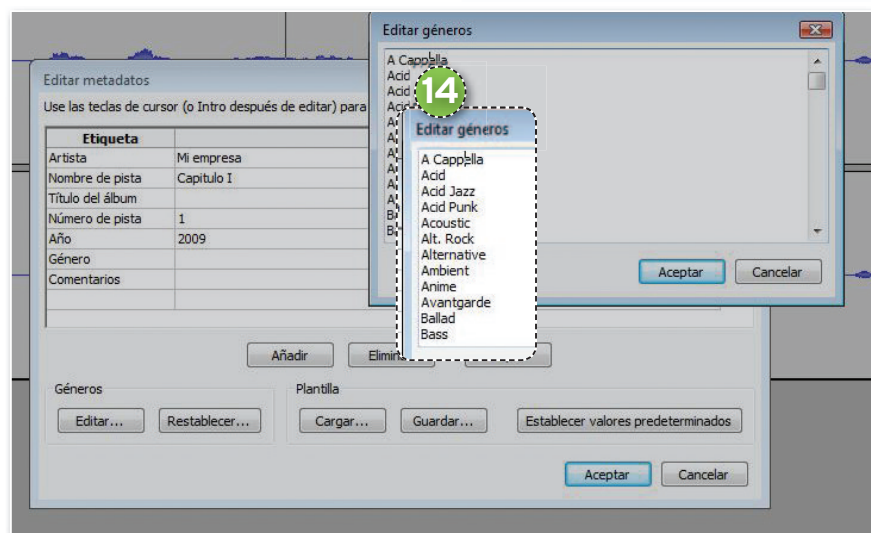 Editar géneros
A Cappella
Acid
Acid
Acid
14
Editar géneros
A Cappella
Acid
Acid Jazz
Acid Punk
Acoustic
Alt. Rock
Alternative
Ambient
Anime
Avantgarde
Ballad
Bass
Aceptar Cancelar
Editar metadatos
Use las teclas de cursor (o Intro después de editar) para
Etiqueta
Artista Mi empresa
Nombre de pista Capitulo I
Título del álbum
Número de pista 1
Año 2009
Género
Comentarios
Añadir
Géneros
Editar... Restablecer...
Plantilla
Cargar... Guardar... Establecer valores predeterminados
Aceptar Cancelar